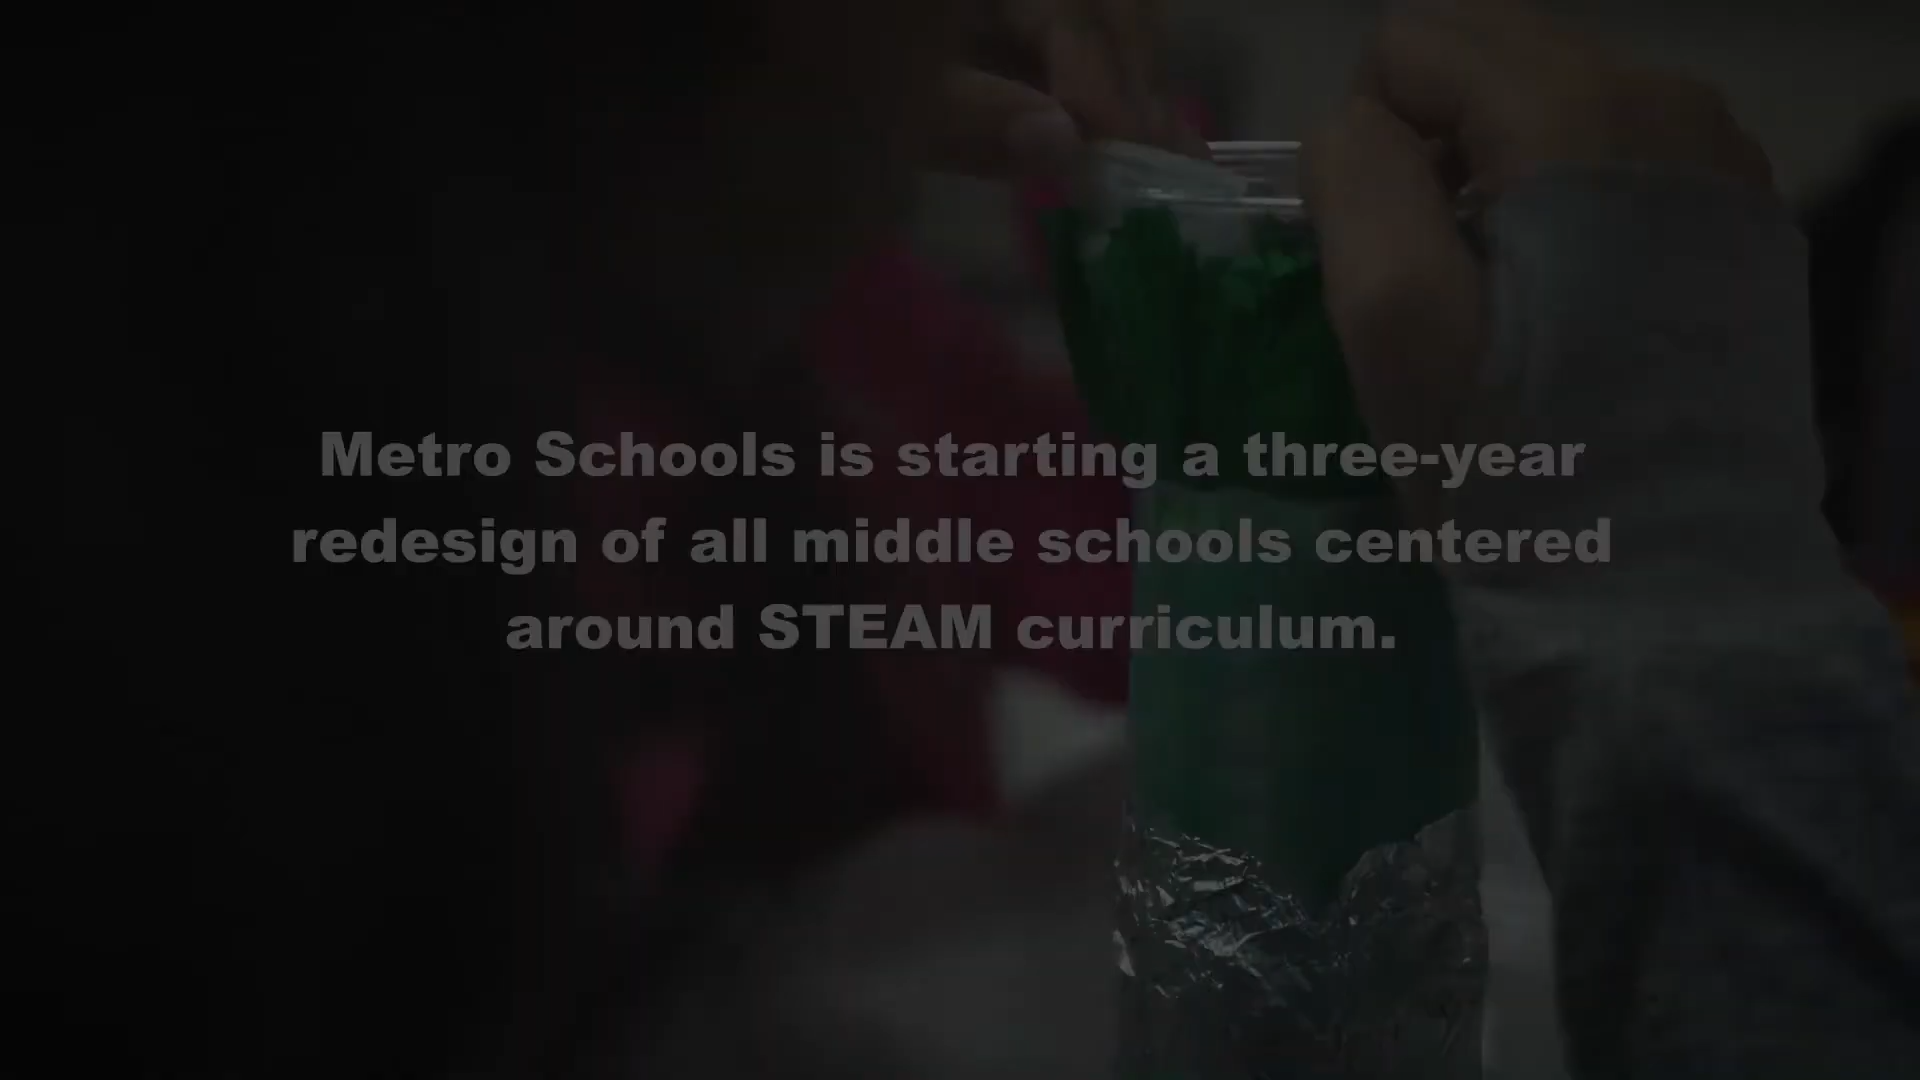 Metro Schools is starting a three-year
redesign of all middle schools centered
around STEAM curriculum.